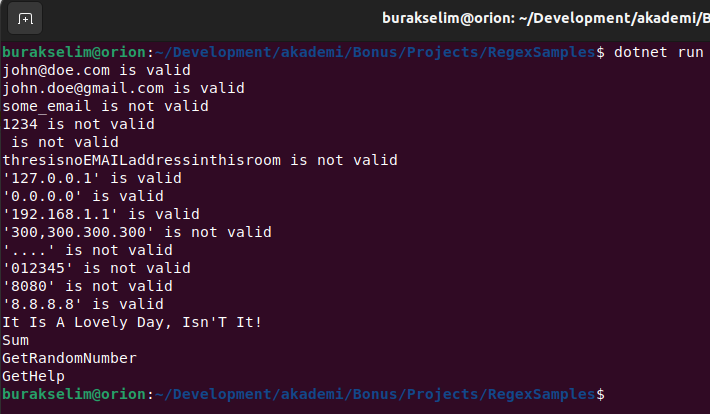 burakselim@orion: ~/Development/akademi/B
burakselim@orion:~/Development/akademi/Bonus/Projects/RegexSamples$ dotnet run
john@doe.com is valid
john.doe@gmail.com is valid
some_email is not valid
1234 is not valid
 is not valid
thresisnoEMAILaddressinthisroom is not valid
'127.0.0.1' is valid
'0.0.0.0' is valid
'192.168.1.1' is valid
'300,300.300.300' is not valid
'....' is not valid
'012345' is not valid
'8080' is not valid
'8.8.8.8' is valid
It Is A Lovely Day, Isn'T It!
Sum
GetRandomNumber
GetHelp
burakselim@orion:~/Development/akademi/Bonus/Projects/RegexSamples$